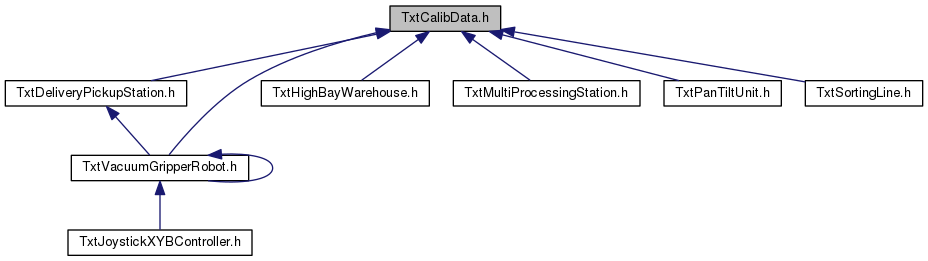 TxtCalibData.h
TxtDeliveryPickupStation.h
TxtHighBayWarehouse.h
TxtMultiProcessingStation.h
TxtPanTiltUnit.h
TxtSortingLine.h
TxtVacuumGripperRobot.h
TxtJoystickXYBController.h